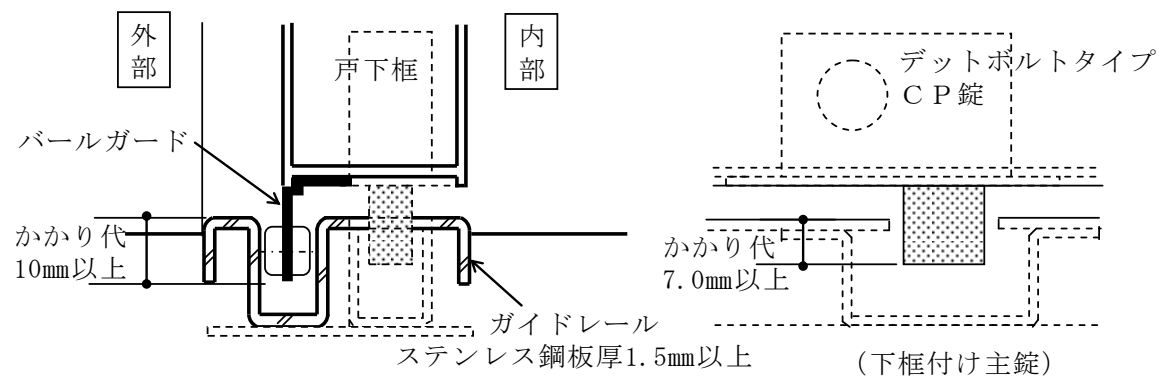 外部
内部
戸下框
バールガード
かかり代
10mm以上
ガイドレール
ステンレス鋼板厚1.5mm以上
デットボルトタイプ
ＣＰ錠
かかり代
7.0mm以上
(下框付け主錠)